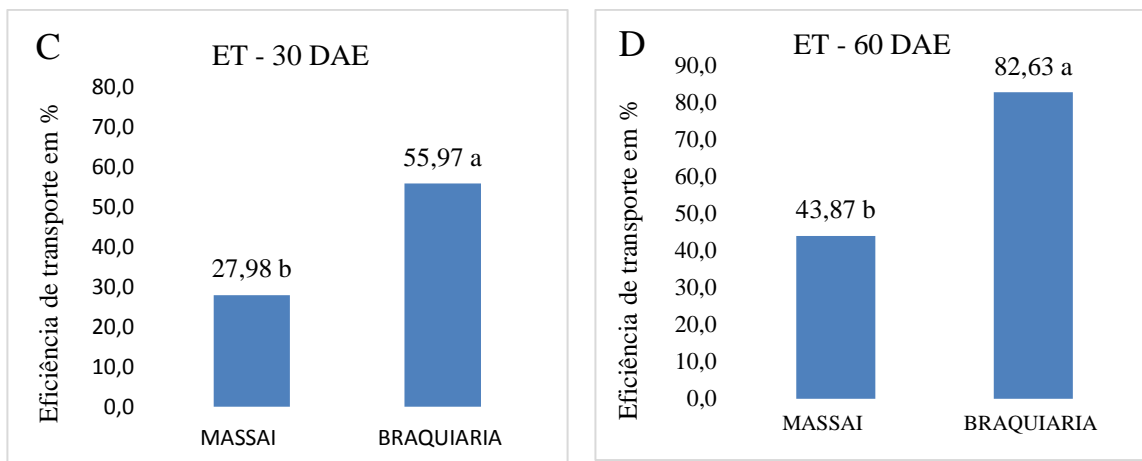 C
ET - 30 DAE
Eficiência de transporte em %
80,0
70,0
60,0
50,0
40,0
30,0
20,0
10,0
0,0
27,98 b
55,97 a
MASSAI
BRAQUIARIA
D
ET - 60 DAE
Eficiência de transporte em %
90,0
80,0
70,0
60,0
50,0
40,0
30,0
20,0
10,0
0,0
43,87 b
82,63 a
MASSAI
BRAQUIARIA